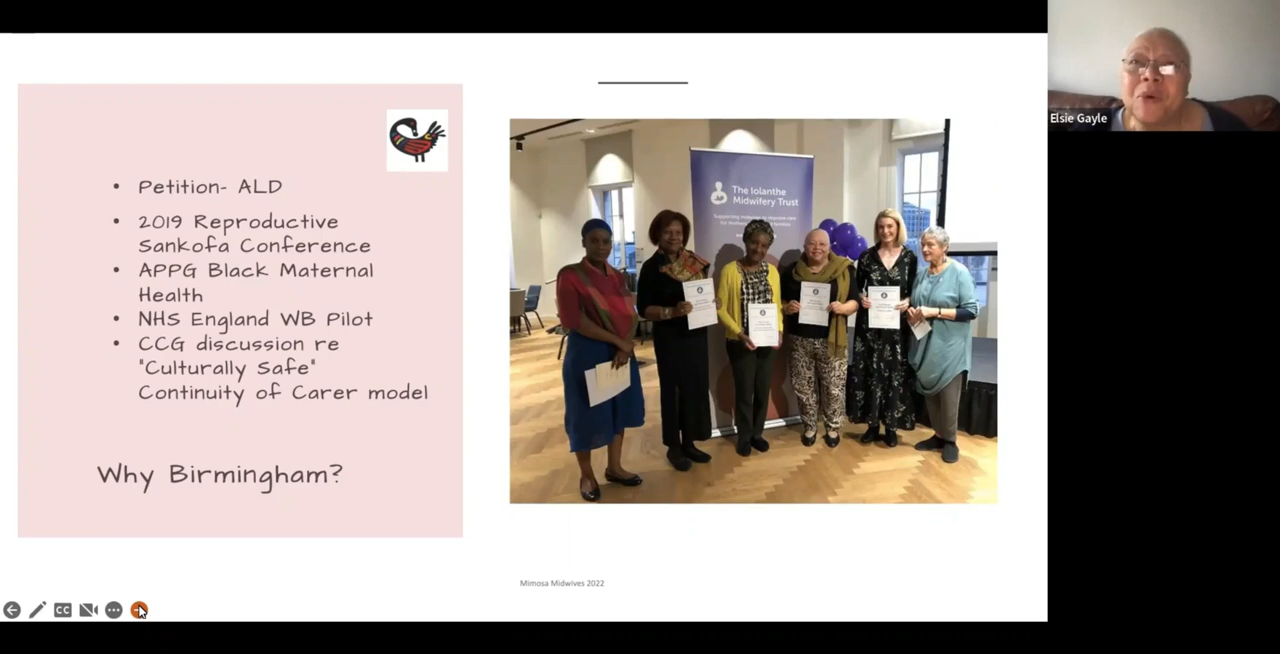 Petition- ALD
2019 Reproductive
Sankofa Conference
APPG Black Maternal
Health
NHS England WB Pilot
CCG discussion re
"Culturally Safe"
Continuity of Carer model
Why Birmingham?
The Iolanthe
Midwifery Trust
Mimosa Midwives 2022
CC
Elsie Gayle